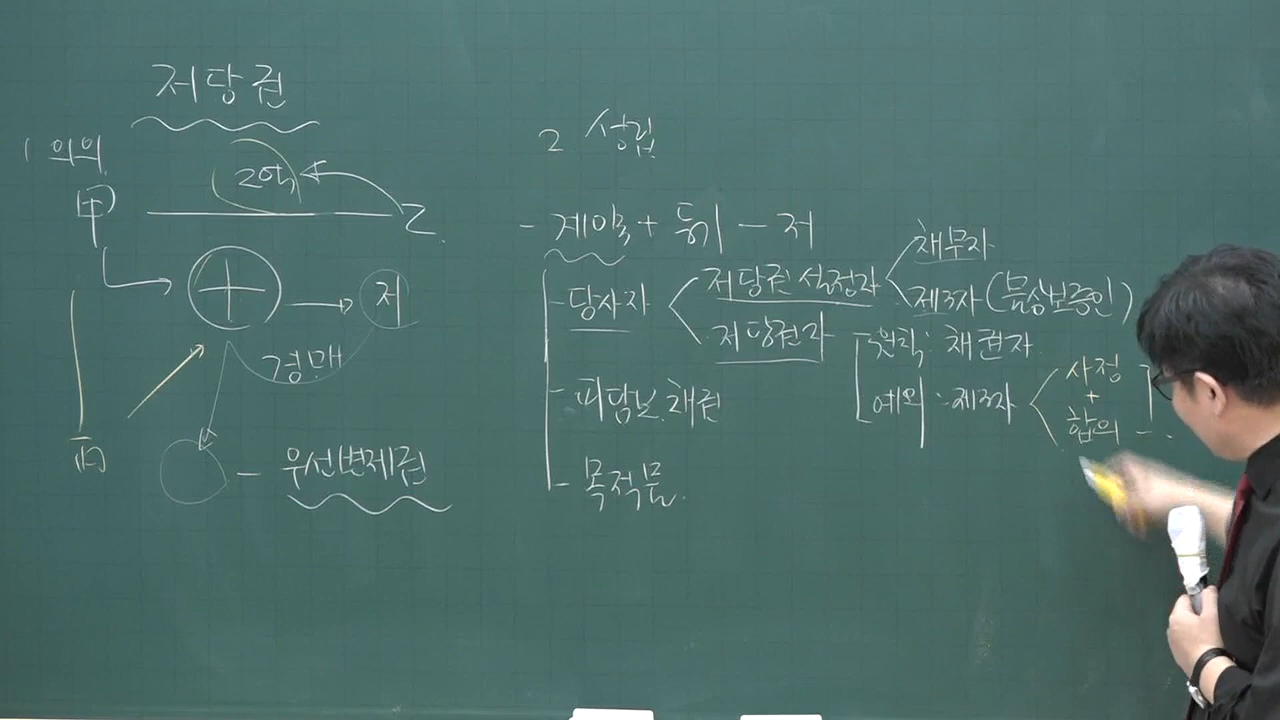 저당권
1 의의
2억
甲 乙
저
경매
丙
우선변제권
2 성립
- 계약 + 등기 - 저
- 당사자
저당권 설정자
채무자
제3자 (물상보증인)
저당권자
원칙: 채권자
예외: 제3자
사정
+
합의
- 피담보채권
- 목적물.